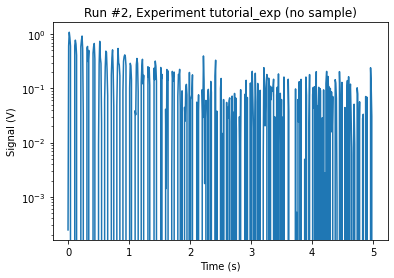 Run #2, Experiment tutorial_exp (no sample)
Signal (V)
10⁰
10⁻¹
10⁻²
10⁻³
0 1 2 3 4 5
Time (s)